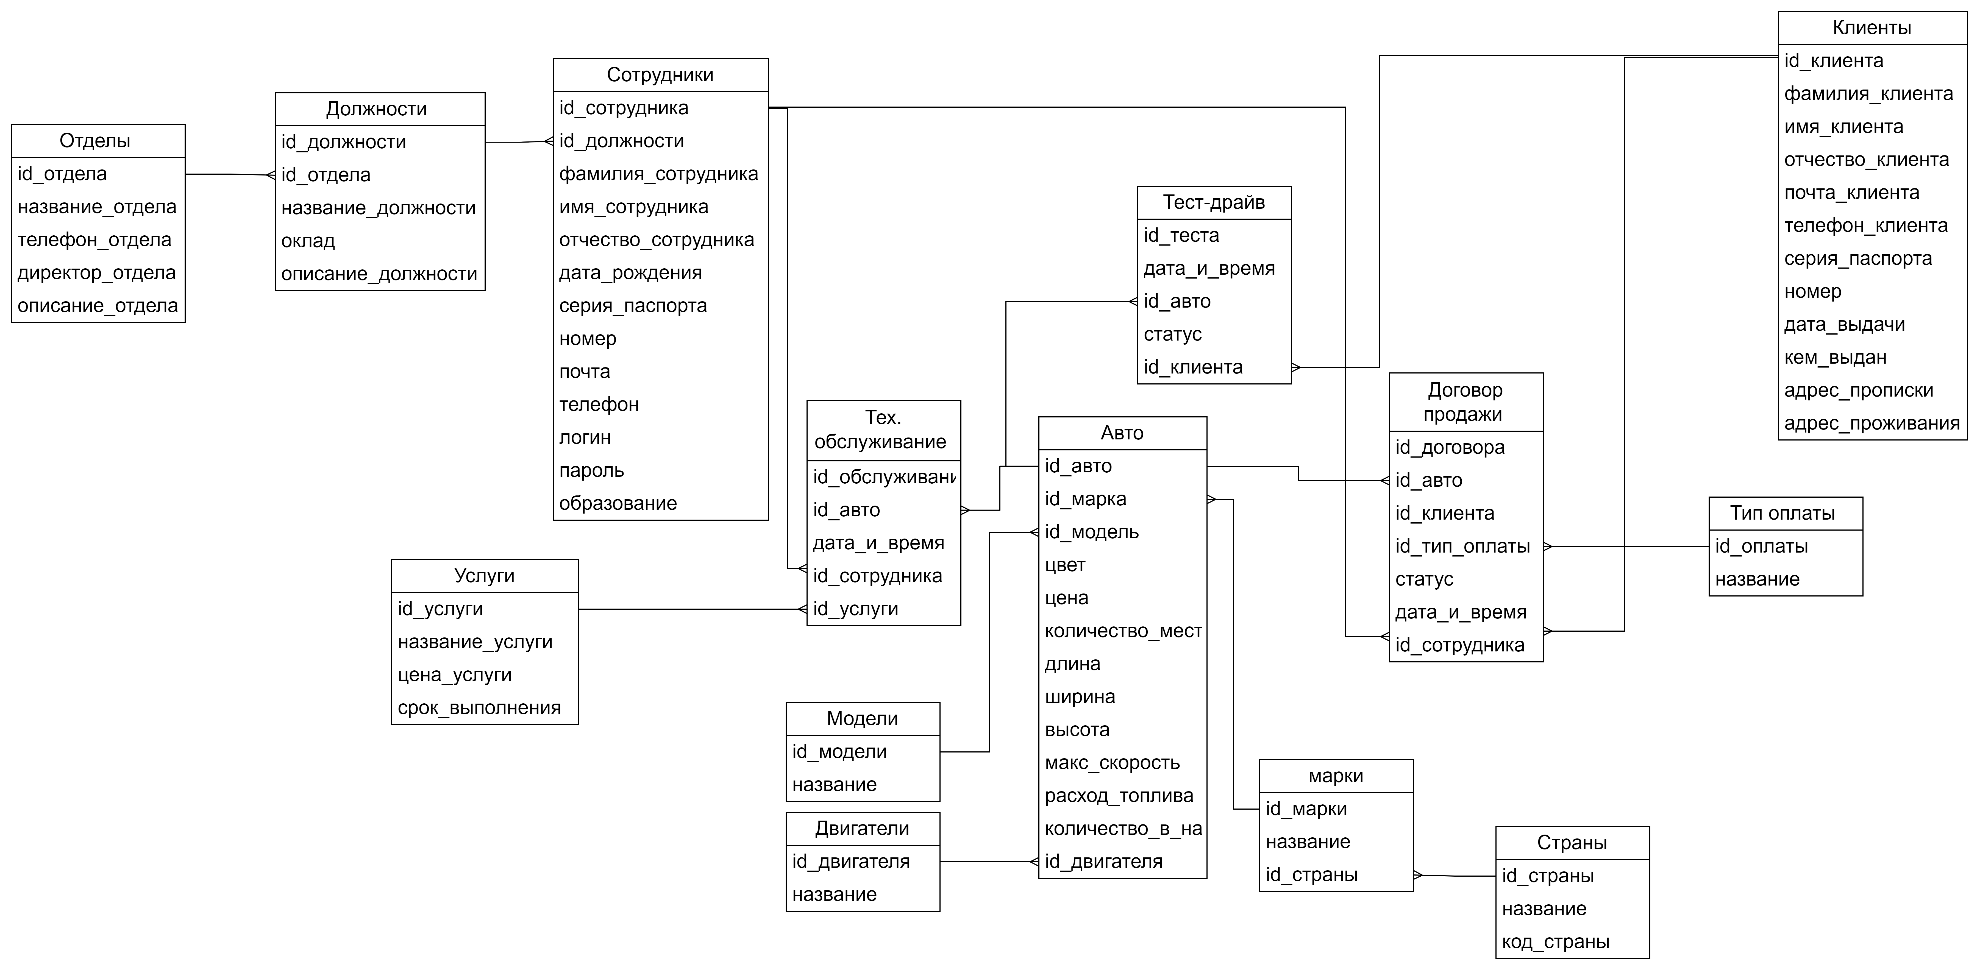 Отделы
id_отдела
название_отдела
телефон_отдела
директор_отдела
описание_отдела
Должности
id_должности
id_отдела
название_должности
оклад
описание_должности
Сотрудники
id_сотрудника
id_должности
фамилия_сотрудника
имя_сотрудника
отчество_сотрудника
дата_рождения
серия_паспорта
номер
почта
телефон
логин
пароль
образование
Услуги
id_услуги
название_услуги
цена_услуги
срок_выполнения
Тех.
обслуживание
id_обслуживани
id_авто
дата_и_время
id_сотрудника
id_услуги
Модели
id_модели
название
Двигатели
id_двигателя
название
Тест-драйв
id_теста
дата_и_время
id_авто
статус
id_клиента
Авто
id_авто
id_марка
id_модель
цвет
цена
количество_мест
длина
ширина
высота
макс_скорость
расход_топлива
количество_в_на
id_двигателя
Договор
продажи
id_договора
id_авто
id_клиента
id_тип_оплаты
статус
дата_и_время
id_сотрудника
марки
id_марки
название
id_страны
Страны
id_страны
название
код_страны
Тип оплаты
id_оплаты
название
Клиенты
id_клиента
фамилия_клиента
имя_клиента
отчество_клиента
почта_клиента
телефон_клиента
серия_паспорта
номер
дата_выдачи
кем_выдан
адрес_прописки
адрес_проживания